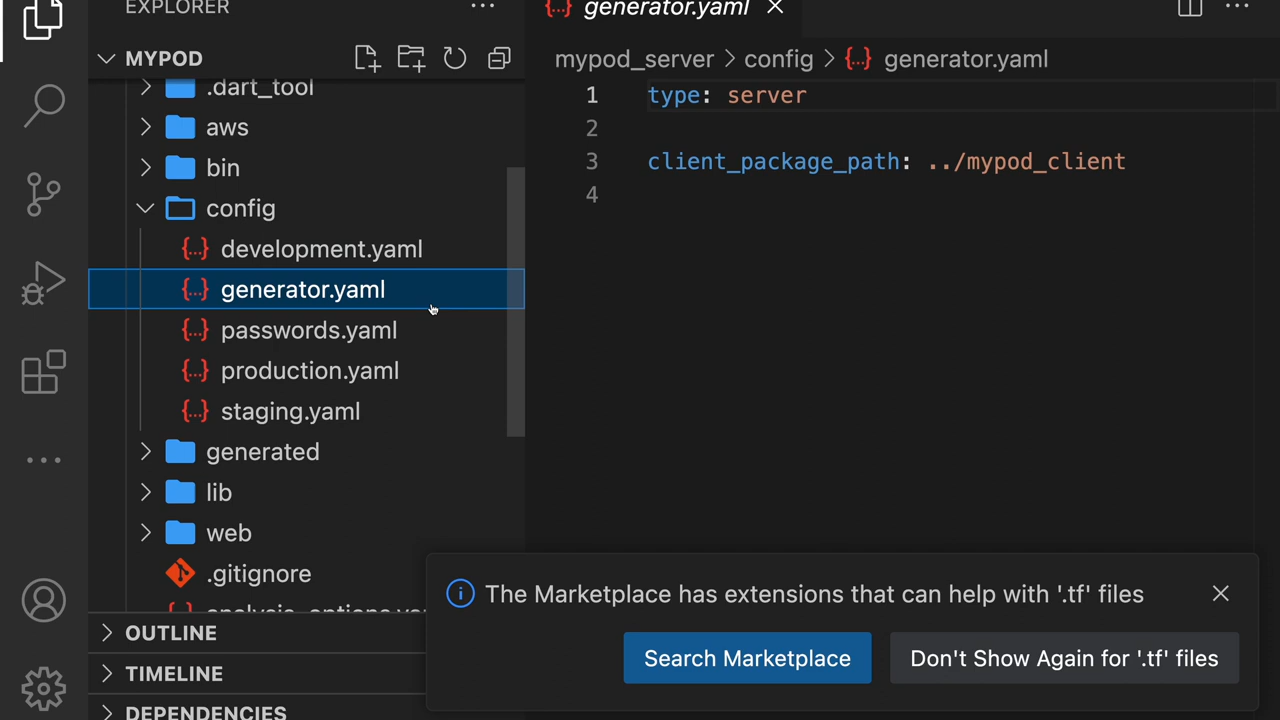 EXPLORER
MYPOD
.dart_tool
aws
bin
config
development.yaml
generator.yaml
passwords.yaml
production.yaml
staging.yaml
generated
lib
web
.gitignore
OUTLINE
TIMELINE
DEPENDENCIES
{..} generator.yaml
mypod_server > config > {..} generator.yaml
1 type: server
2
3 client_package_path: ../mypod_client
4
The Marketplace has extensions that can help with '.tf' files
Search Marketplace
Don't Show Again for '.tf' files